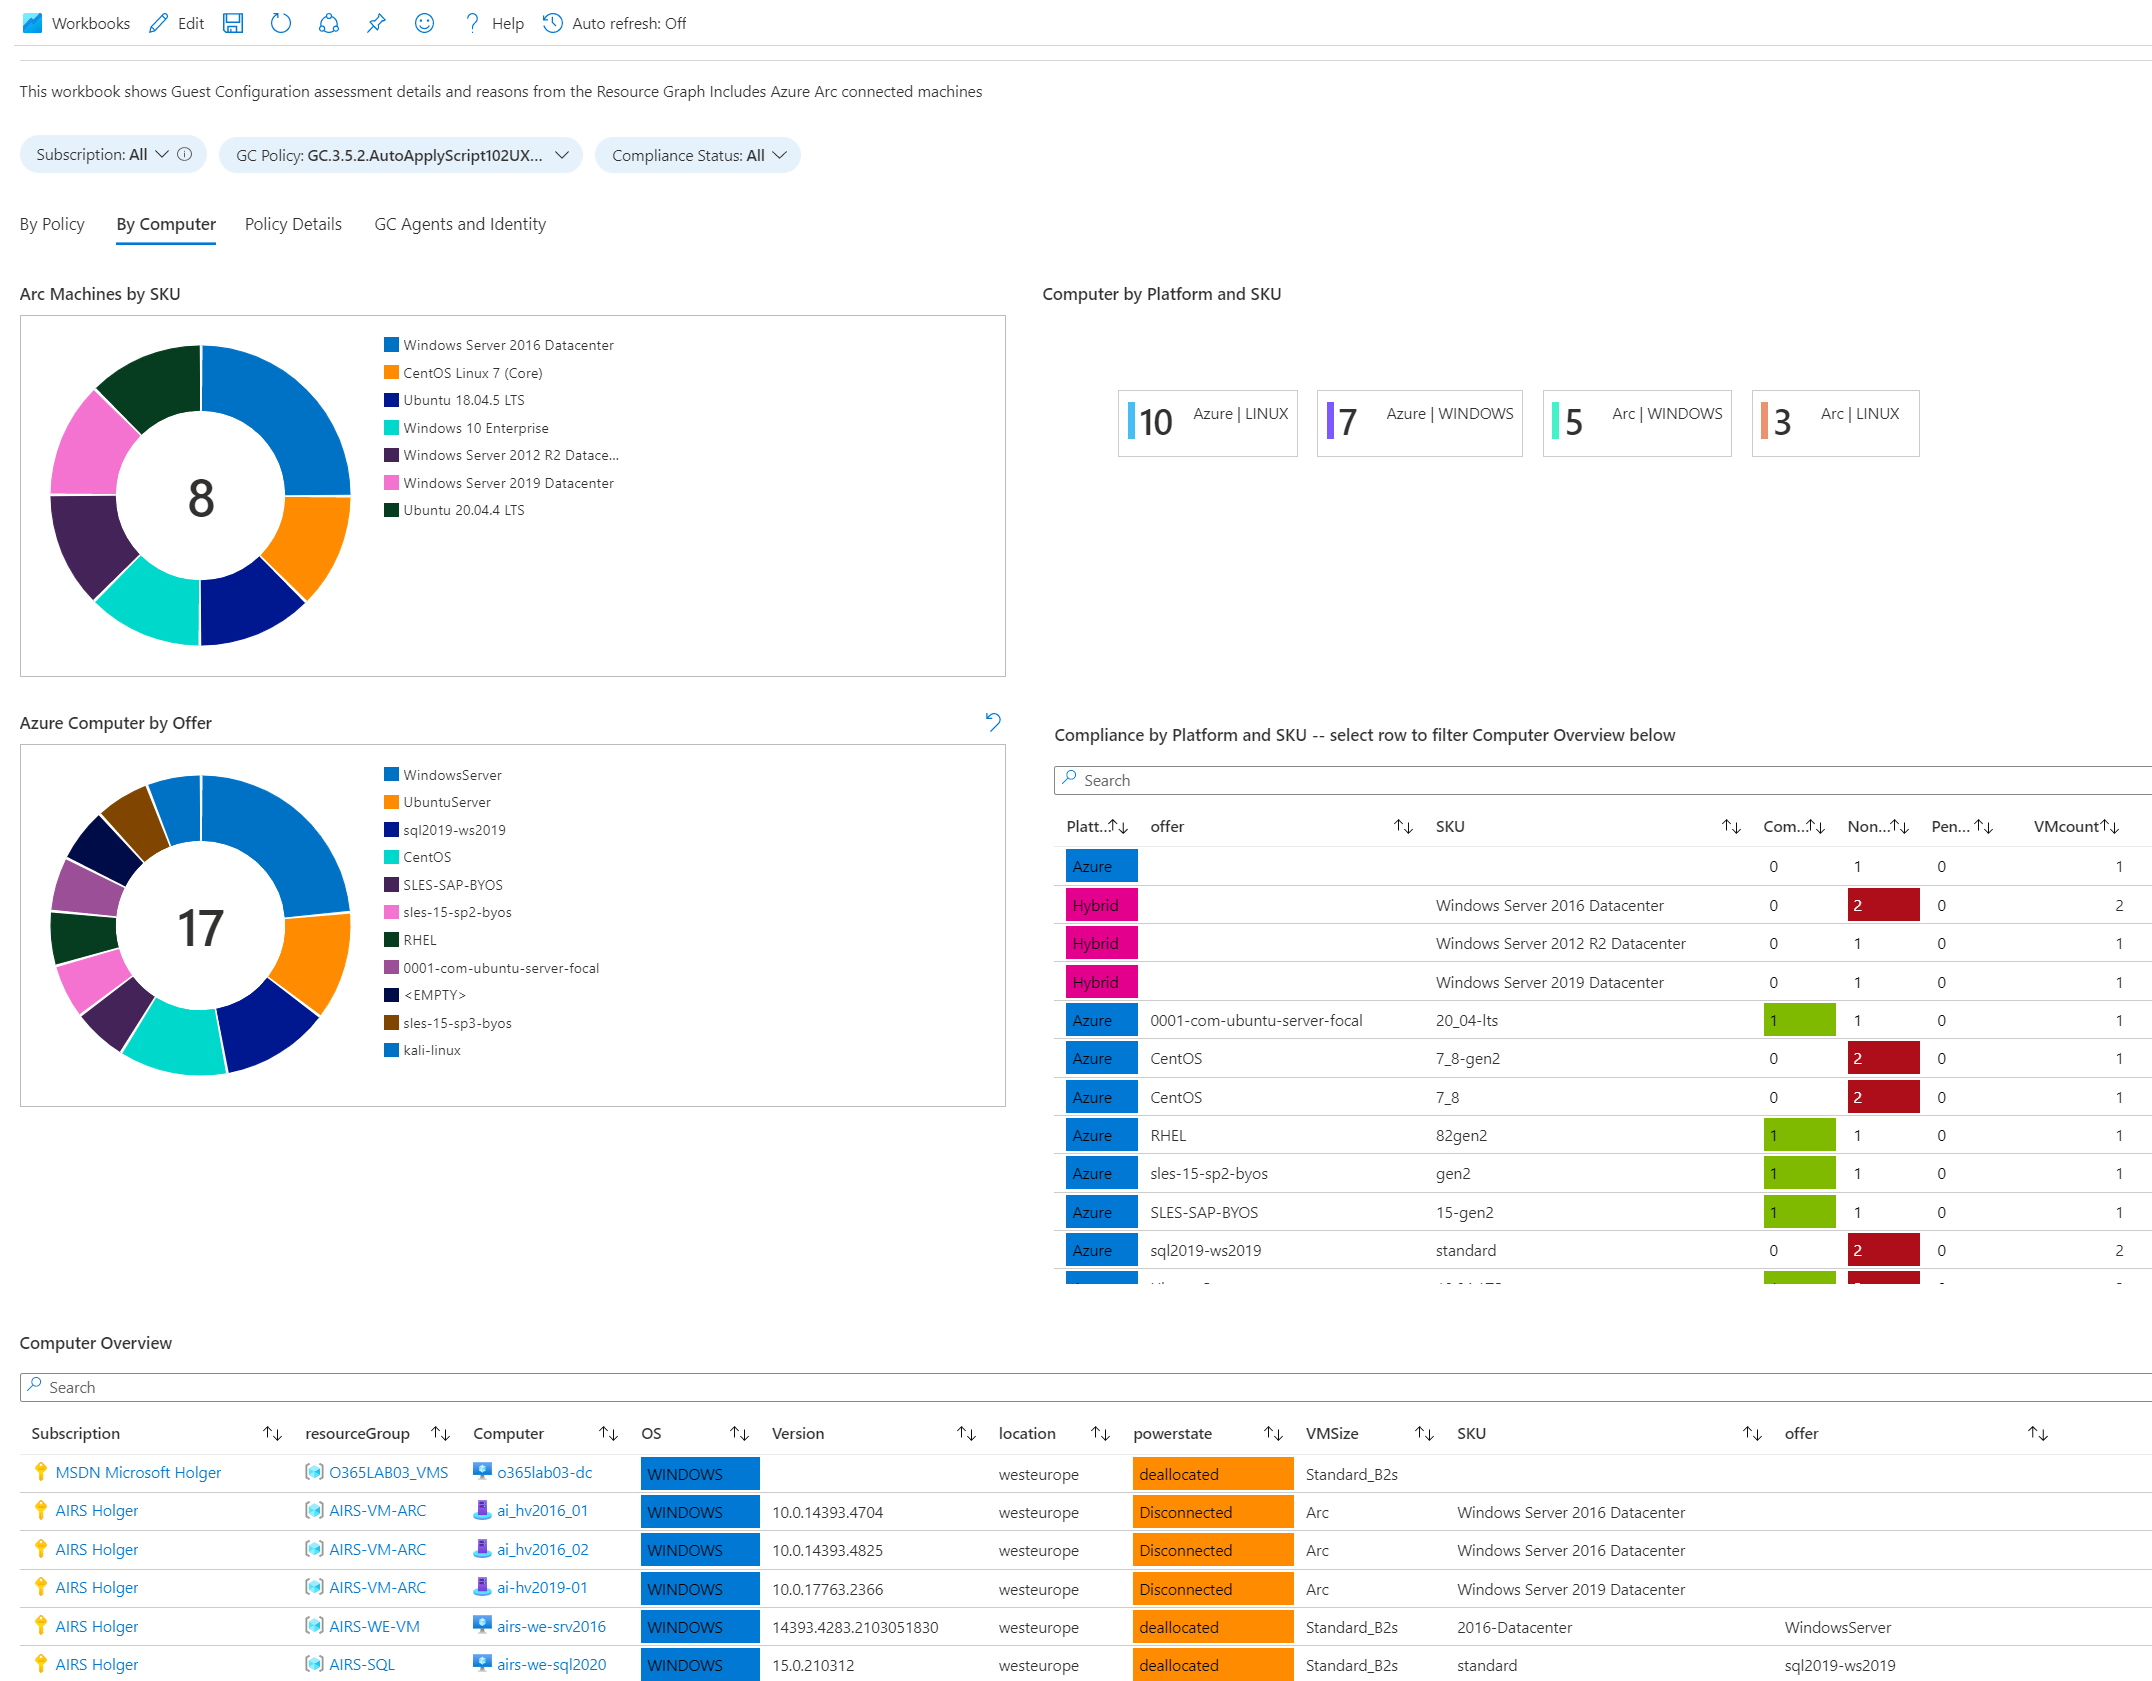 Workbooks Edit Help Auto refresh: Off
This workbook shows Guest Configuration assessment details and reasons from the Resource Graph Includes Azure Arc connected machines
Subscription: All GC Policy: GC.3.5.2.AutoApplyScript102UX... Compliance Status: All
By Policy By Computer Policy Details GC Agents and Identity
Arc Machines by SKU
8
Windows Server 2016 Datacenter
CentOS Linux 7 (Core)
Ubuntu 18.04.5 LTS
Windows 10 Enterprise
Windows Server 2012 R2 Datace...
Windows Server 2019 Datacenter
Ubuntu 20.04.4 LTS
Computer by Platform and SKU
10 Azure | LINUX
7 Azure | WINDOWS
5 Arc | WINDOWS
3 Arc | LINUX
Azure Computer by Offer
17
WindowsServer
UbuntuServer
sql2019-ws2019
CentOS
SLES-SAP-BYOS
sles-15-sp2-byos
RHEL
0001-com-ubuntu-server-focal
<EMPTY>
sles-15-sp3-byos
kali-linux
Compliance by Platform and SKU -- select row to filter Computer Overview below
Search
Platt... offer SKU Com... Non... Pen... VMcount
Azure 0 1 0 1
Hybrid Windows Server 2016 Datacenter 0 2 0 2
Hybrid Windows Server 2012 R2 Datacenter 0 1 0 1
Hybrid Windows Server 2019 Datacenter 0 1 0 1
Azure 0001-com-ubuntu-server-focal 20_04-lts 1 1 0 1
Azure CentOS 7_8-gen2 0 2 0 1
Azure CentOS 7_8 0 2 0 1
Azure RHEL 82gen2 1 1 0 1
Azure sles-15-sp2-byos gen2 1 1 0 1
Azure SLES-SAP-BYOS 15-gen2 1 1 0 1
Azure sql2019-ws2019 standard 0 2 0 2
Computer Overview
Search
Subscription resourceGroup Computer OS Version location powerstate VMSize SKU offer
MSDN Microsoft Holger O365LAB03_VMS o365lab03-dc WINDOWS westeurope deallocated Standard_B2s
AIRS Holger AIRS-VM-ARC ai_hv2016_01 WINDOWS 10.0.14393.4704 westeurope Disconnected Arc Windows Server 2016 Datacenter
AIRS Holger AIRS-VM-ARC ai_hv2016_02 WINDOWS 10.0.14393.4825 westeurope Disconnected Arc Windows Server 2016 Datacenter
AIRS Holger AIRS-VM-ARC ai-hv2019-01 WINDOWS 10.0.17763.2366 westeurope Disconnected Arc Windows Server 2019 Datacenter
AIRS Holger AIRS-WE-VM airs-we-srv2016 WINDOWS 14393.4283.2103051830 westeurope deallocated Standard_B2s 2016-Datacenter WindowsServer
AIRS Holger AIRS-SQL airs-we-sql2020 WINDOWS 15.0.210312 westeurope deallocated Standard_B2s standard sql2019-ws2019